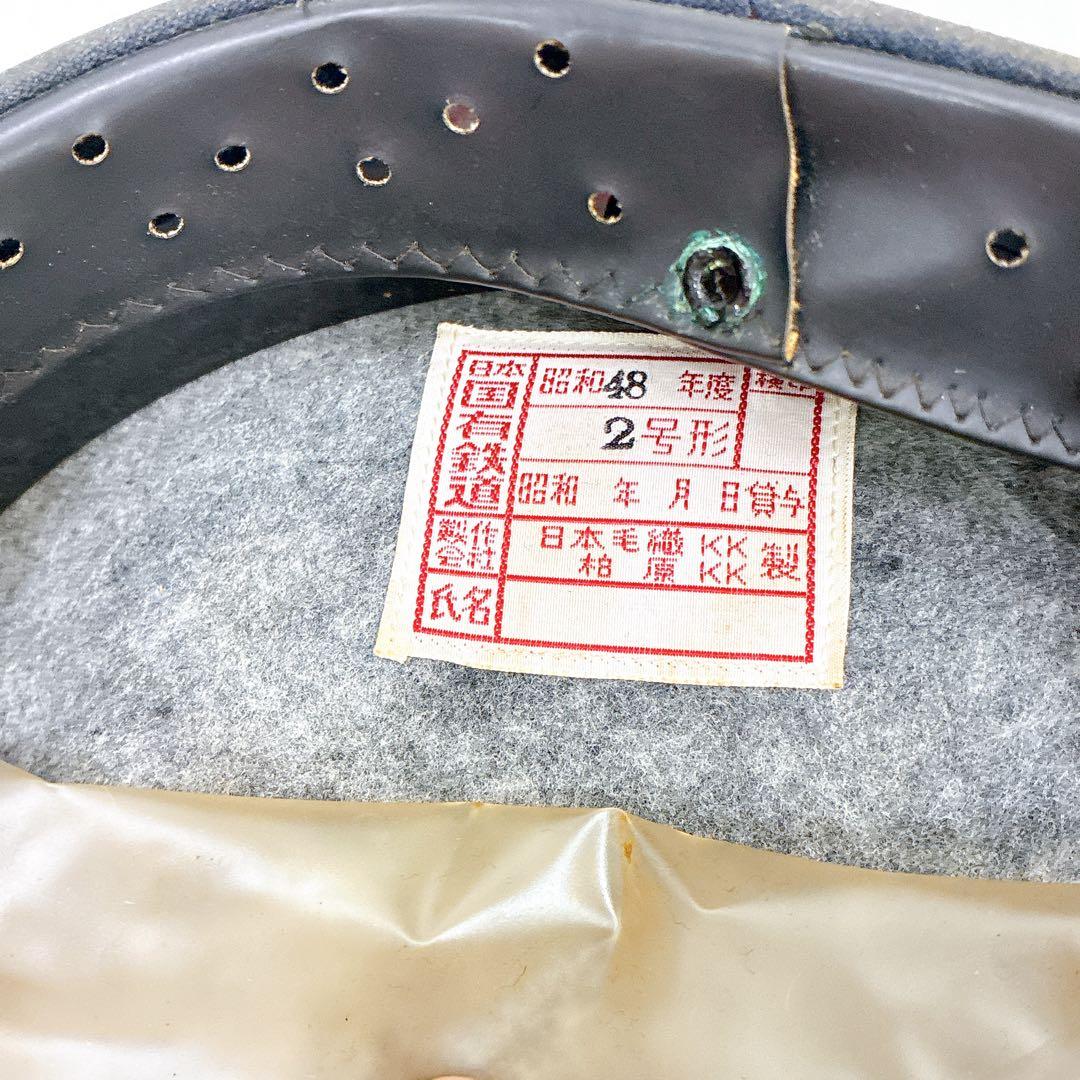 日本国有鉄道
昭和48 年度
2号形
昭和 年 月 日貸与
製作会社
日本毛織KK
柏原KK
製
氏名